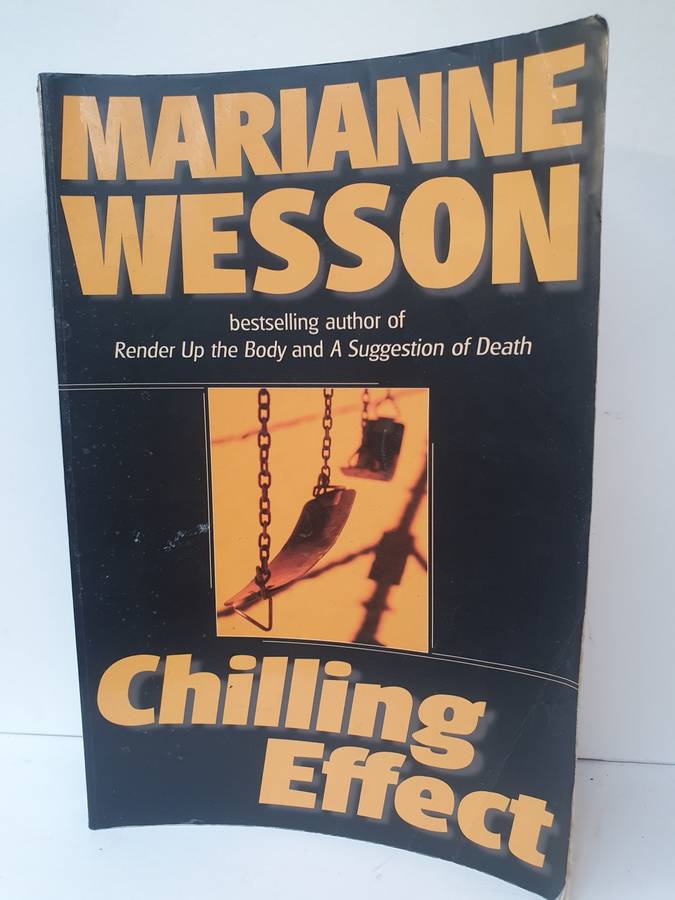 MARIANNE
WESSON
bestselling author of
Render Up the Body and A Suggestion of Death
Chilling
Effect